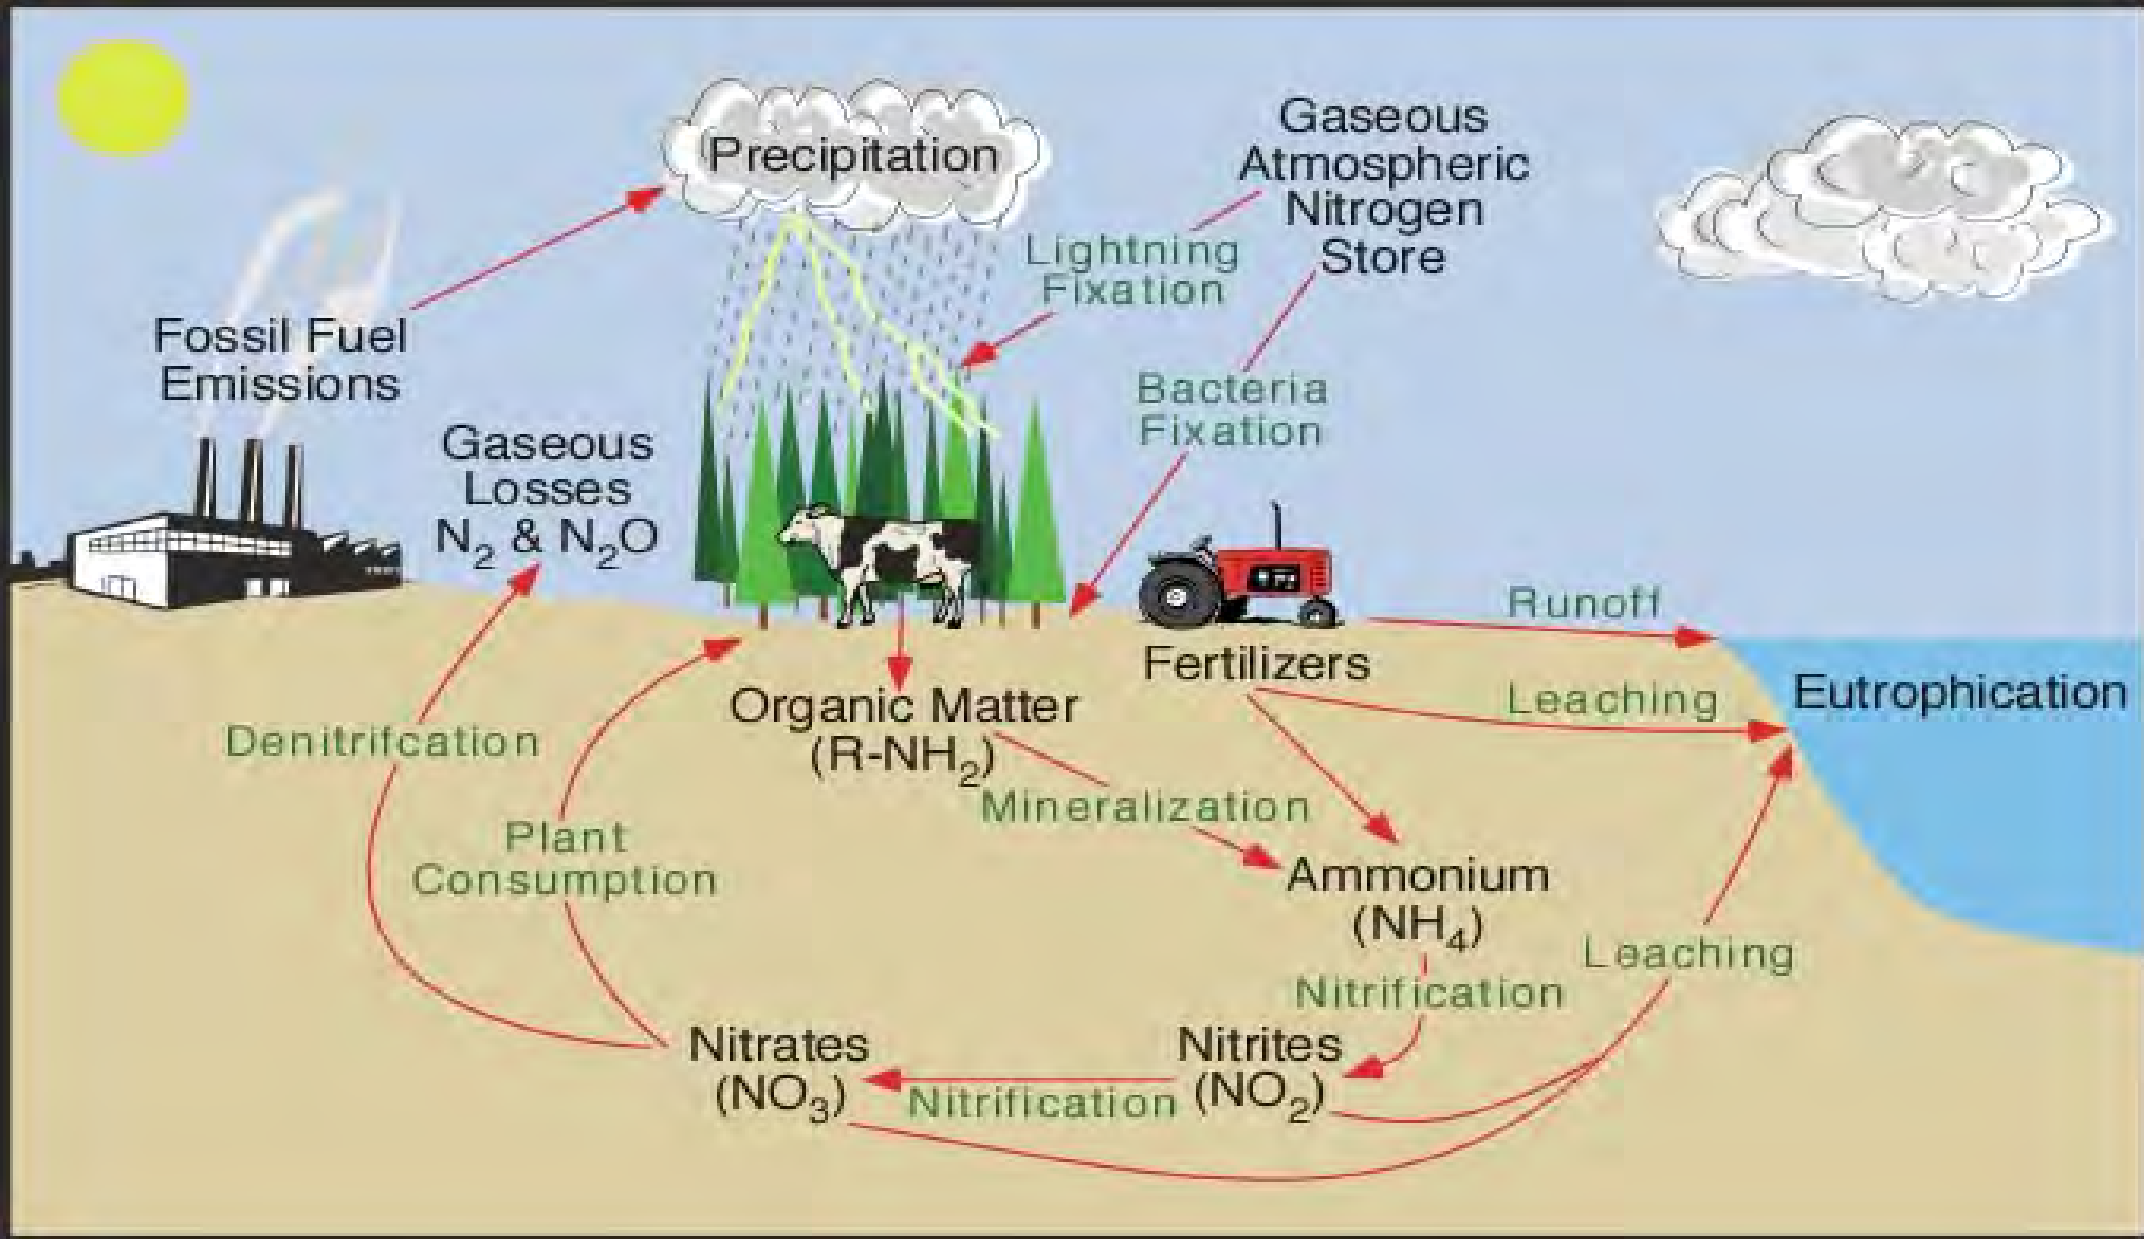 Precipitation
Gaseous
Atmospheric
Nitrogen
Store
Lightning
Fixation
Fossil Fuel
Emissions
Bacteria
Fixation
Gaseous
Losses
N₂ & N₂O
Runoff
Fertilizers
Leaching
Eutrophication
Organic Matter
(R-NH₂)
Denitrifcation
Mineralization
Plant
Consumption
Ammonium
(NH₄)
Leaching
Nitrification
Nitrates
(NO₃)
Nitrification
Nitrites
(NO₂)